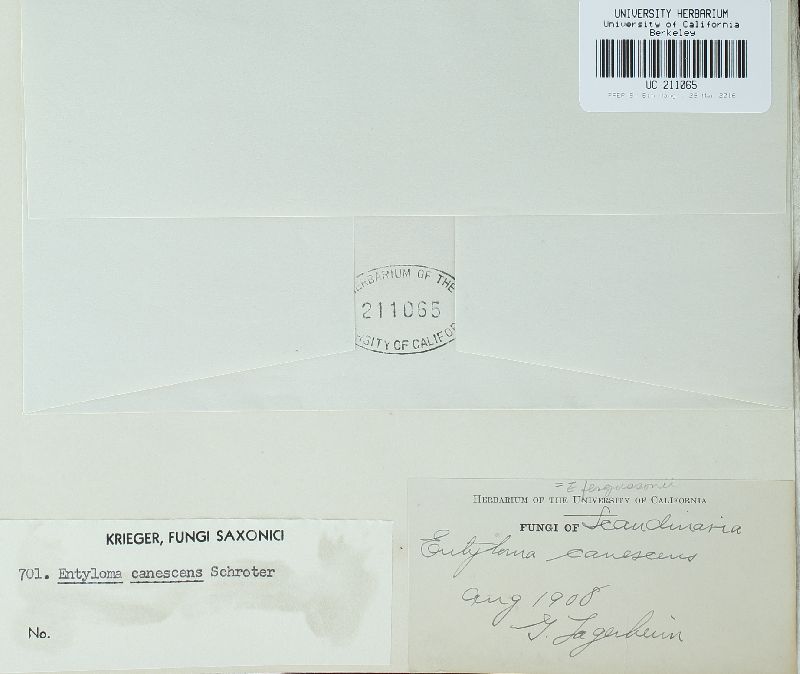 UNIVERSITY HERBARIUM
University of California
Berkeley
UC 211065
HERBARIUM OF THE
211065
SITY OF CALIFO
KRIEGER, FUNGI SAXONICI
701. Entyloma canescens Schroter
No.
= E fergussonii
HERBARIUM OF THE UNIVERSITY OF CALIFORNIA
FUNGI OF Scandinavia
Entyloma canescens
Aug 1908
G. Lagerheim